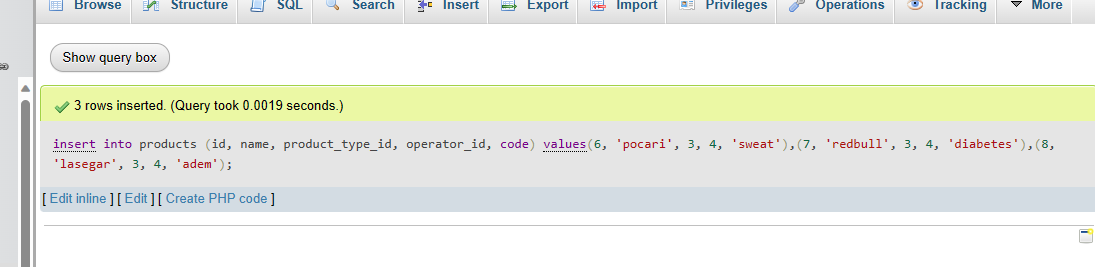 Browse Structure SQL Search Insert Export Import Privileges Operations Tracking More
Show query box
3 rows inserted. (Query took 0.0019 seconds.)
insert into products (id, name, product_type_id, operator_id, code) values(6, 'pocari', 3, 4, 'sweat'),(7, 'redbull', 3, 4, 'diabetes'),(8,
'lasegar', 3, 4, 'adem');
[ Edit inline ] [ Edit ] [ Create PHP code ]